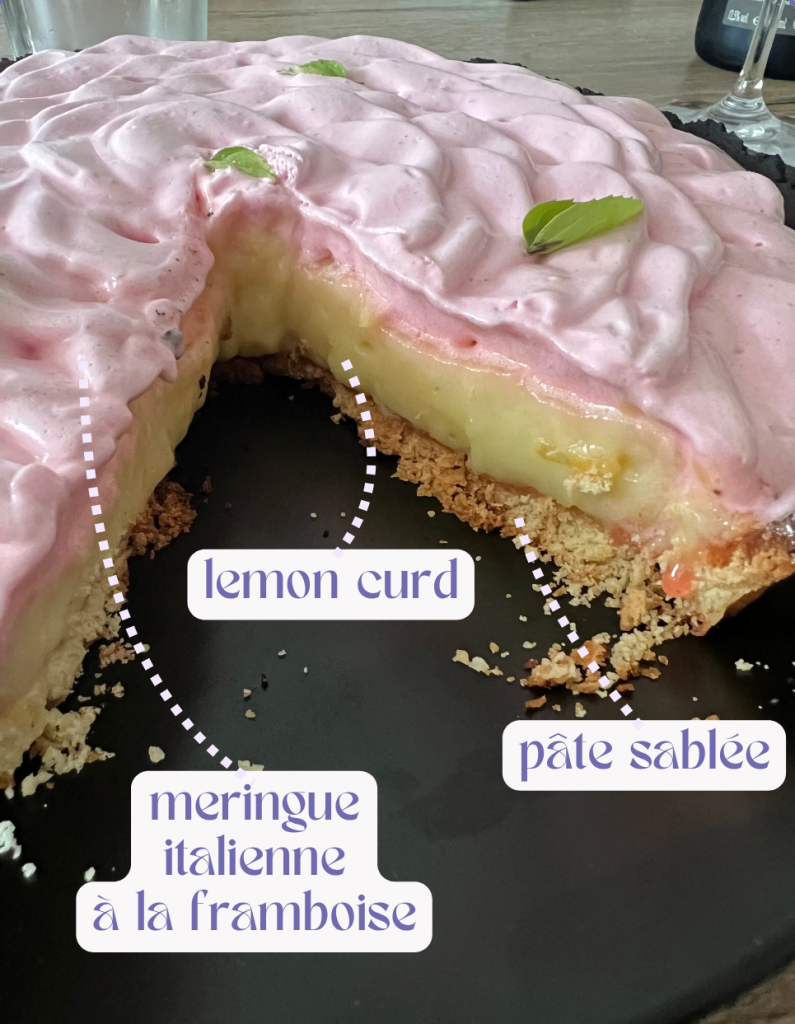 lemon curd
pâte sablée
meringue
italienne
à la framboise